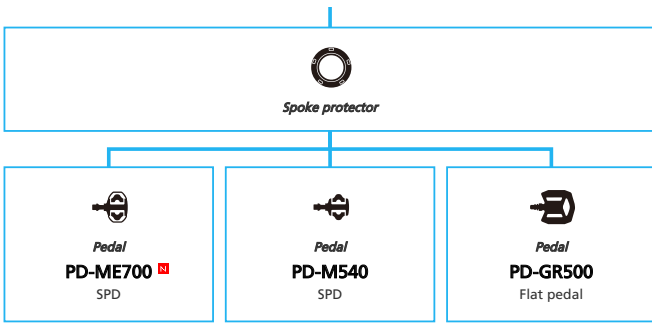 Spoke protector
Pedal
PD-ME700 N
SPD
Pedal
PD-M540
SPD
Pedal
PD-GR500
Flat pedal